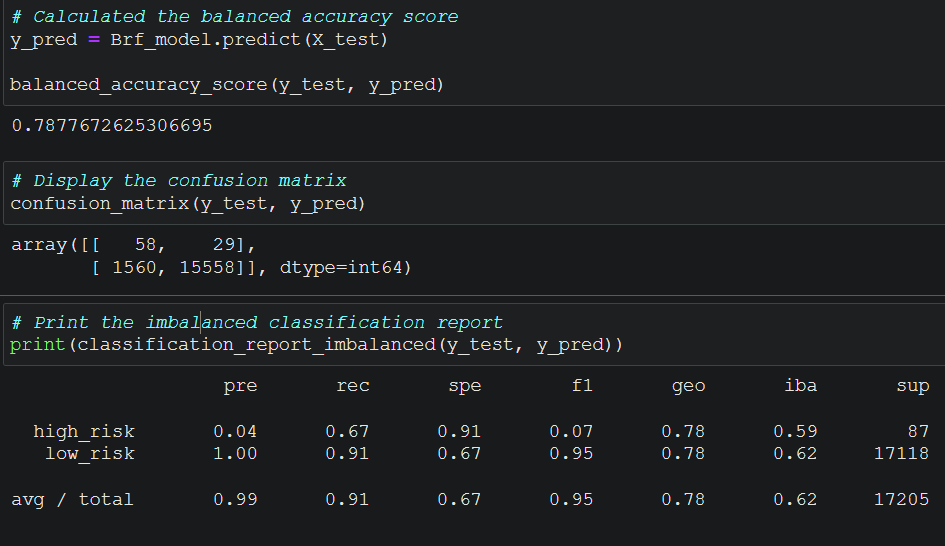 # Calculated the balanced accuracy score
y_pred = Brf_model.predict(X_test)
balanced_accuracy_score(y_test, y_pred)
0.7877672625306695
# Display the confusion matrix
confusion_matrix(y_test, y_pred)
array([[   58,    29],
       [ 1560, 15558]], dtype=int64)
# Print the imbalanced classification report
print(classification_report_imbalanced(y_test, y_pred))
pre rec spe f1 geo iba sup
high_risk 0.04 0.67 0.91 0.07 0.78 0.59 87
low_risk 1.00 0.91 0.67 0.95 0.78 0.62 17118
avg / total 0.99 0.91 0.67 0.95 0.78 0.62 17205